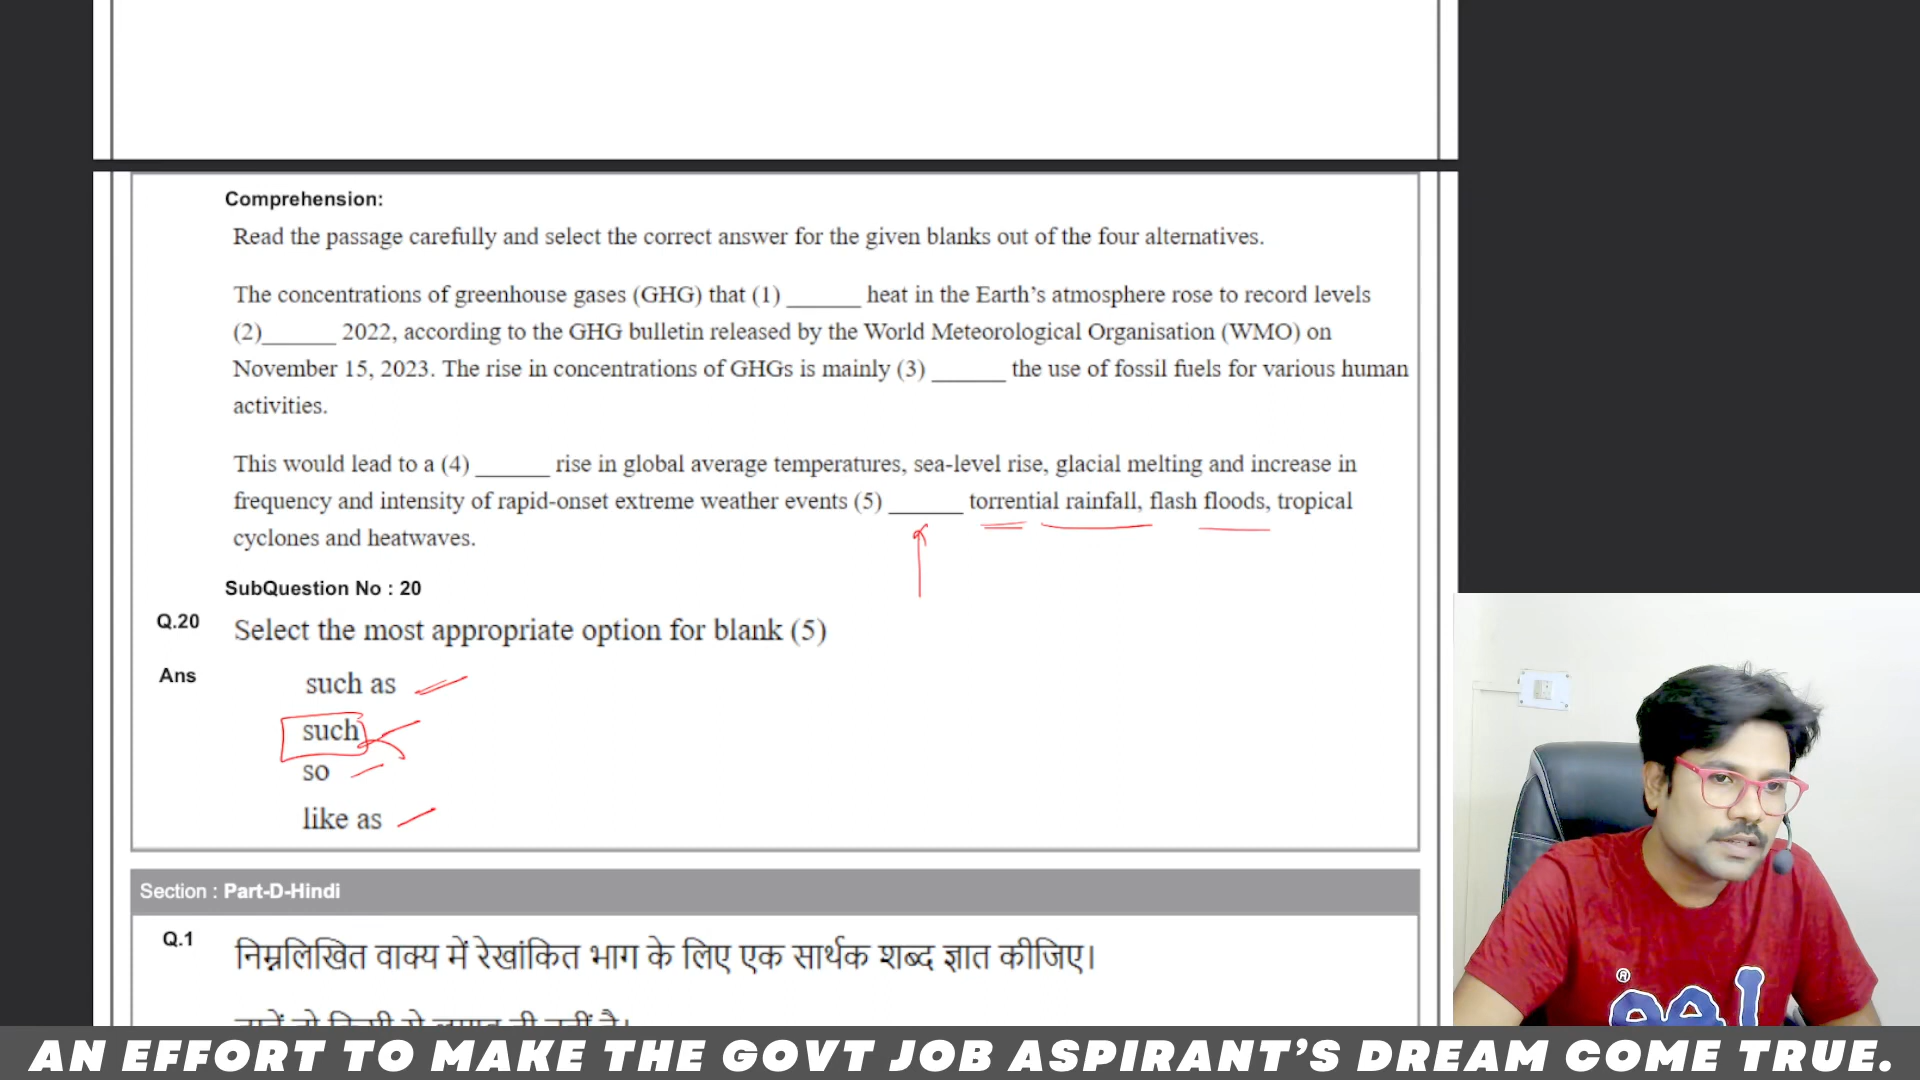 Comprehension:
Read the passage carefully and select the correct answer for the given blanks out of the four alternatives.
The concentrations of greenhouse gases (GHG) that (1) ______ heat in the Earth's atmosphere rose to record levels
(2)______ 2022, according to the GHG bulletin released by the World Meteorological Organisation (WMO) on
November 15, 2023. The rise in concentrations of GHGs is mainly (3) ______ the use of fossil fuels for various human
activities.
This would lead to a (4) ______ rise in global average temperatures, sea-level rise, glacial melting and increase in
frequency and intensity of rapid-onset extreme weather events (5) ______ torrential rainfall, flash floods, tropical
cyclones and heatwaves.
SubQuestion No : 20
Q.20 Select the most appropriate option for blank (5)
Ans such as
such
so
like as
Section : Part-D-Hindi
Q.1 निम्नलिखित वाक्य में रेखांकित भाग के लिए एक सार्थक शब्द ज्ञात कीजिए।
AN EFFORT TO MAKE THE GOVT JOB ASPIRANT'S DREAM COME TRUE.